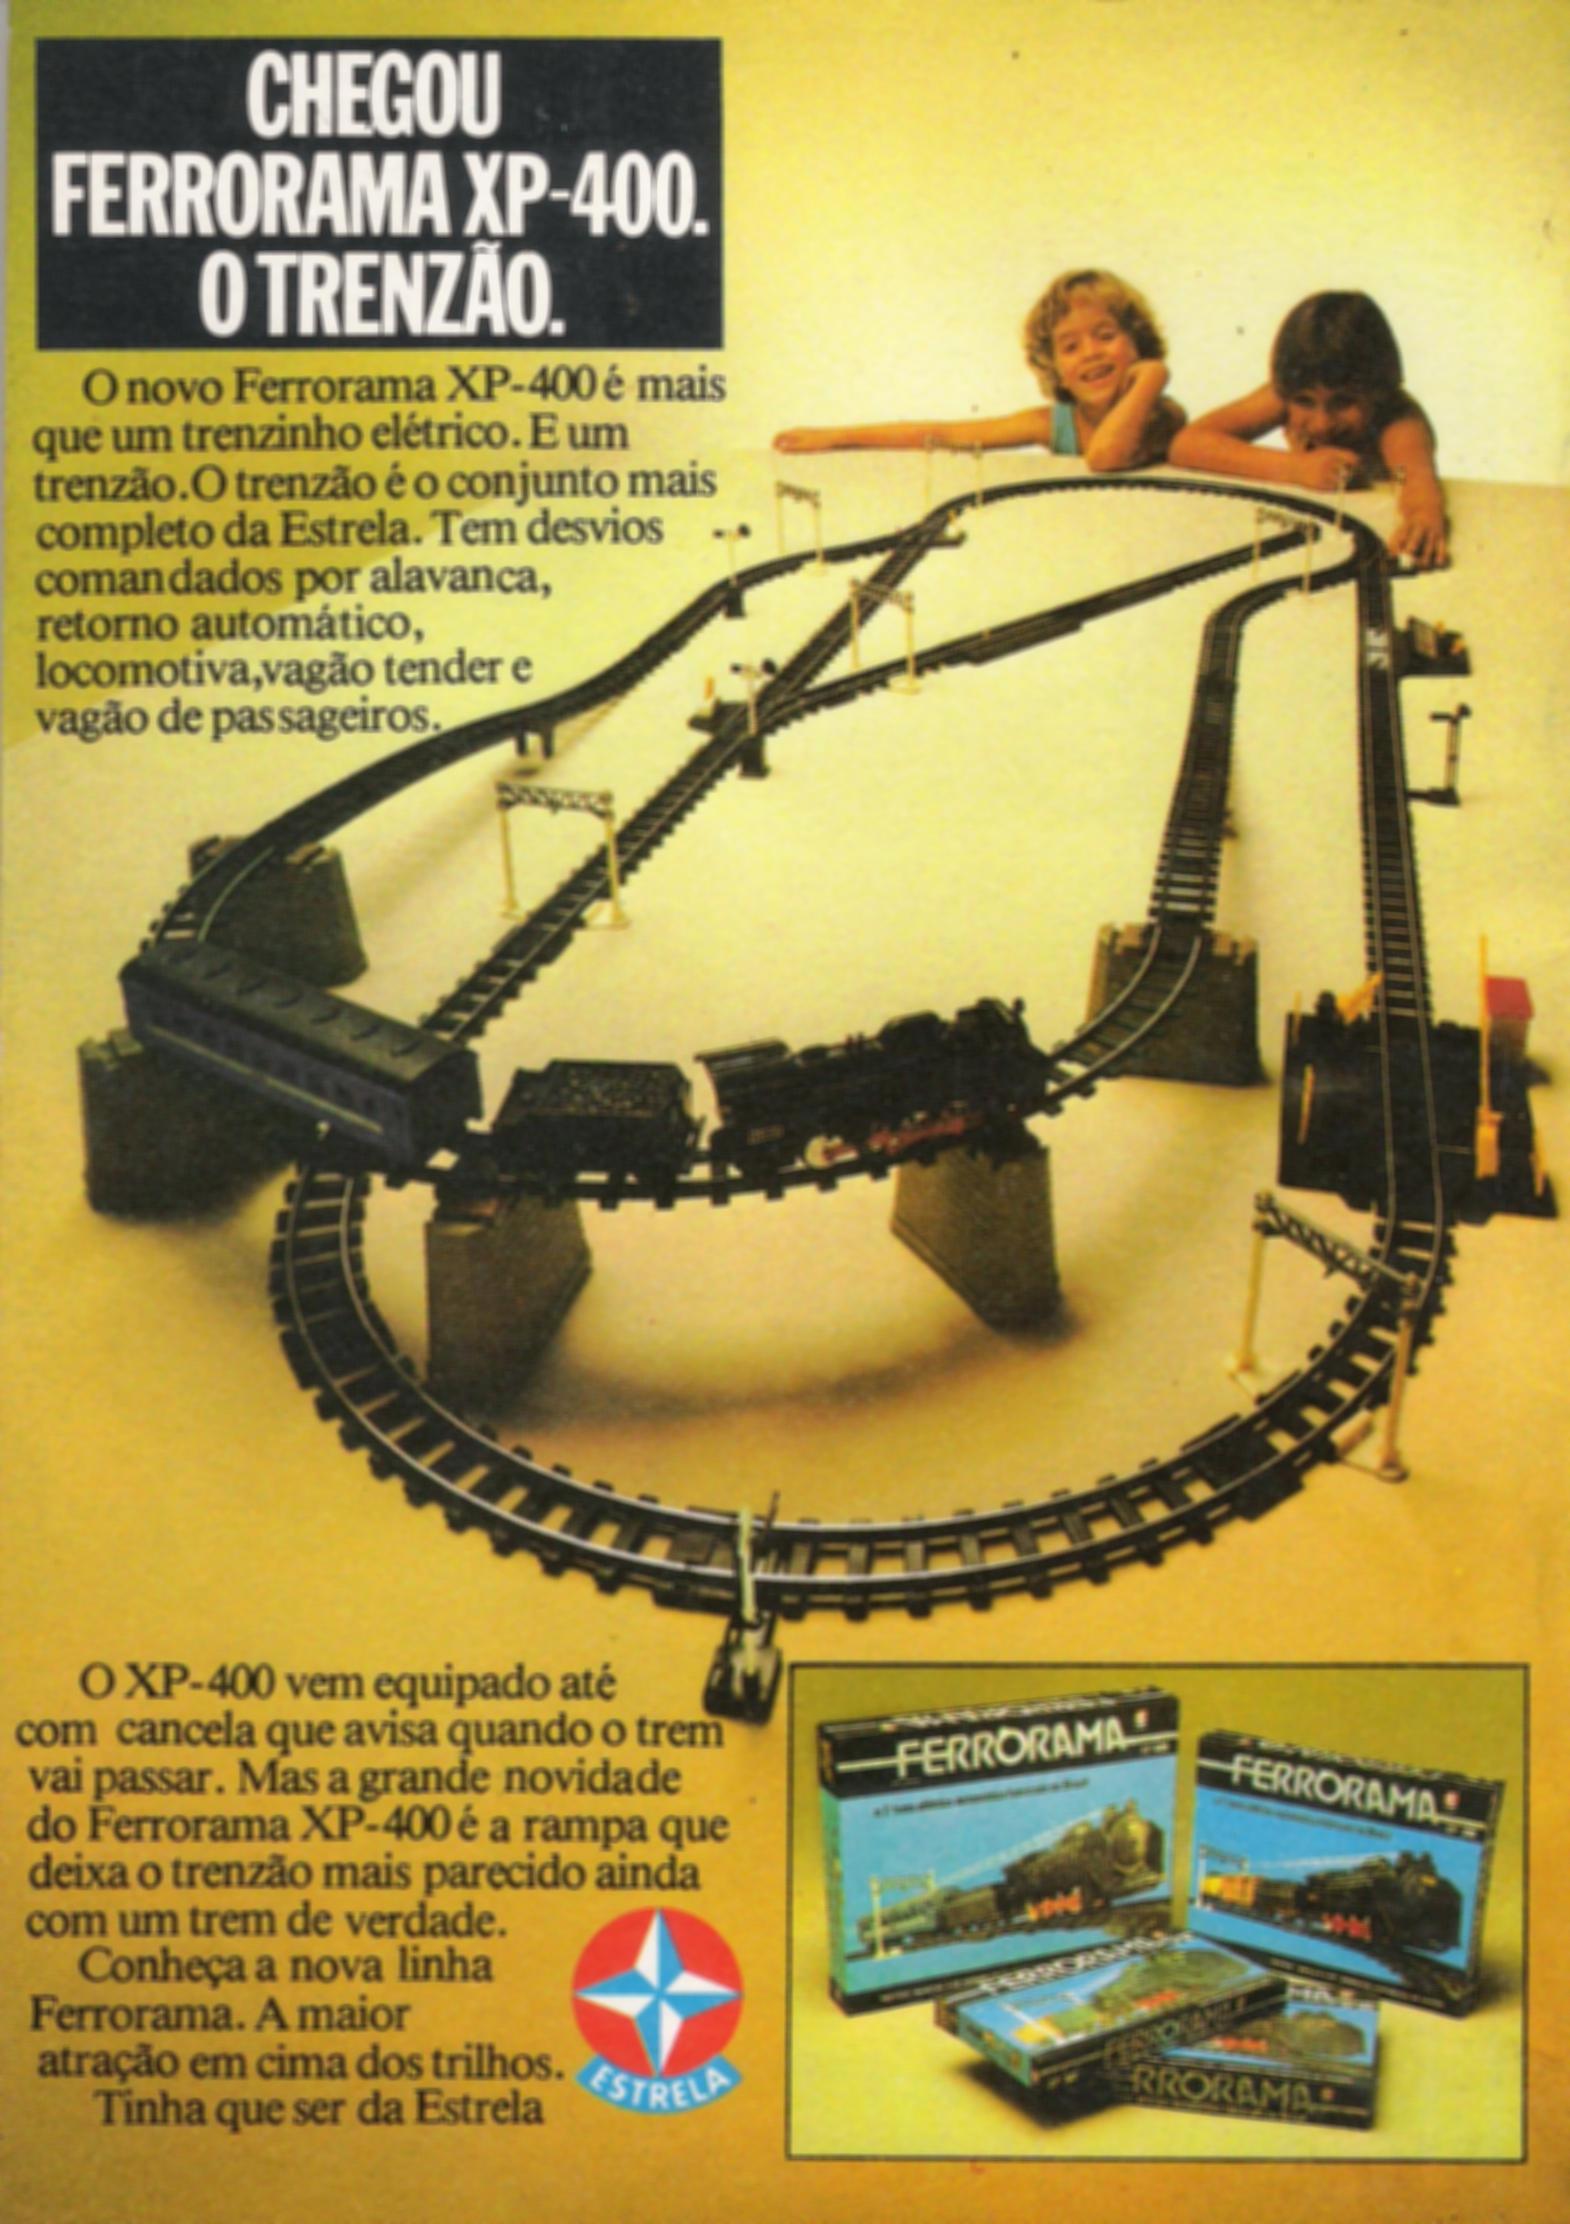 CHEGOU
FERRORAMA XP-400.
O TRENZÃO.
O novo Ferrorama XP-400 é mais
que um trenzinho elétrico. E um
trenzão. O trenzão é o conjunto mais
completo da Estrela. Tem desvios
comandados por alavanca,
retorno automático,
locomotiva, vagão tender e
vagão de passageiros.
O XP-400 vem equipado até
com cancela que avisa quando o trem
vai passar. Mas a grande novidade
do Ferrorama XP-400 é a rampa que
deixa o trenzão mais parecido ainda
com um trem de verdade.
Conheça a nova linha
Ferrorama. A maior
atração em cima dos trilhos.
Tinha que ser da Estrela
ESTRELA
FERRORAMA
FERRORAMA
FERRORAMA
FERRORAMA
RRORAMA